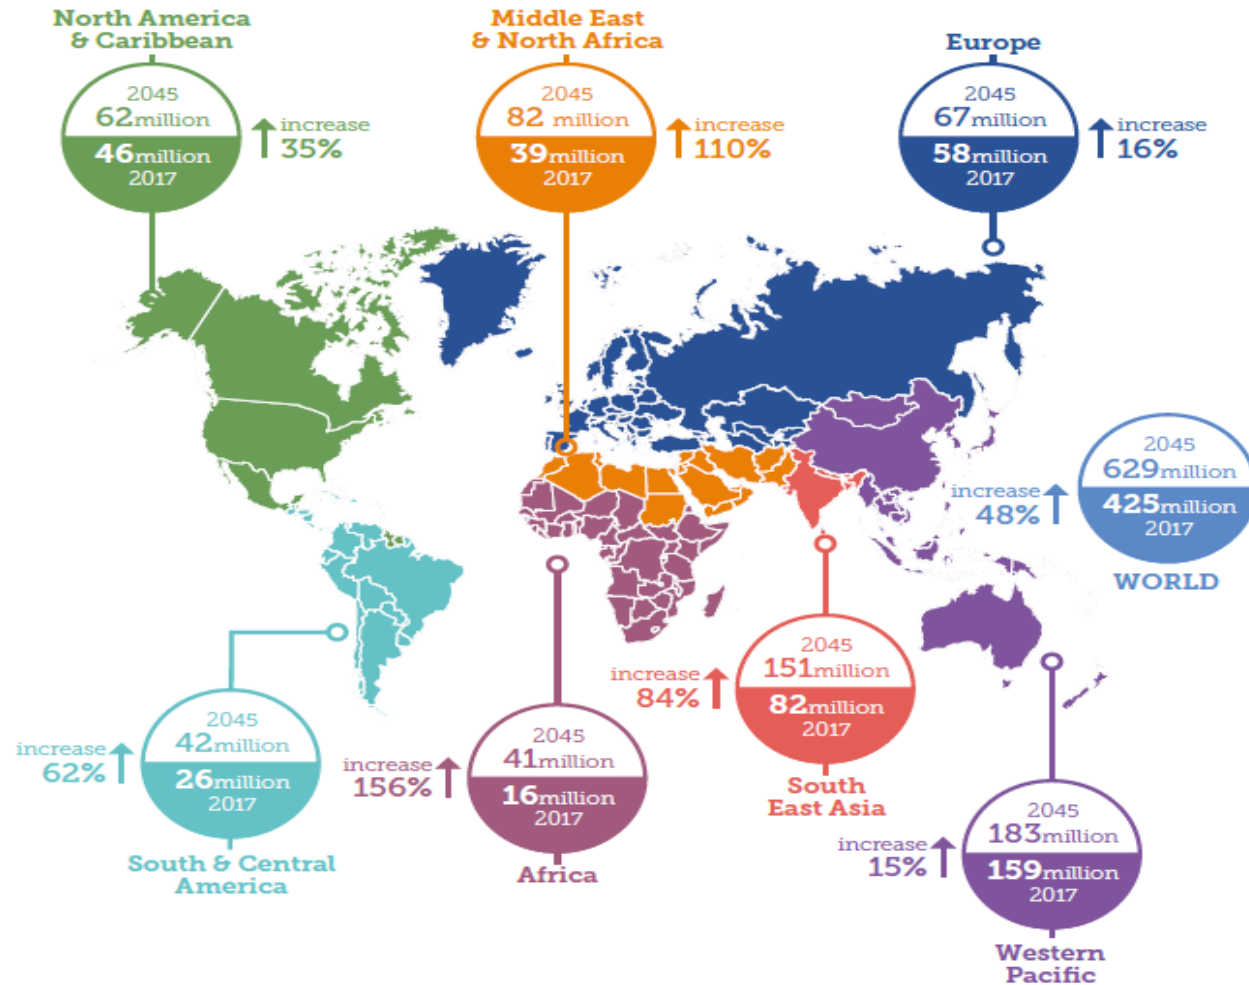 North America
& Caribbean
2045
62million
46million
2017
increase
35%
Middle East
& North Africa
2045
82 million
39million
2017
increase
110%
Europe
2045
67million
58million
2017
increase
16%
2045
629million
425million
2017
increase
48%
WORLD
2045
42million
26million
2017
increase
62%
South & Central
America
2045
41million
16million
2017
increase
156%
Africa
2045
151million
82million
2017
increase
84%
South
East Asia
2045
183million
159million
2017
increase
15%
Western
Pacific